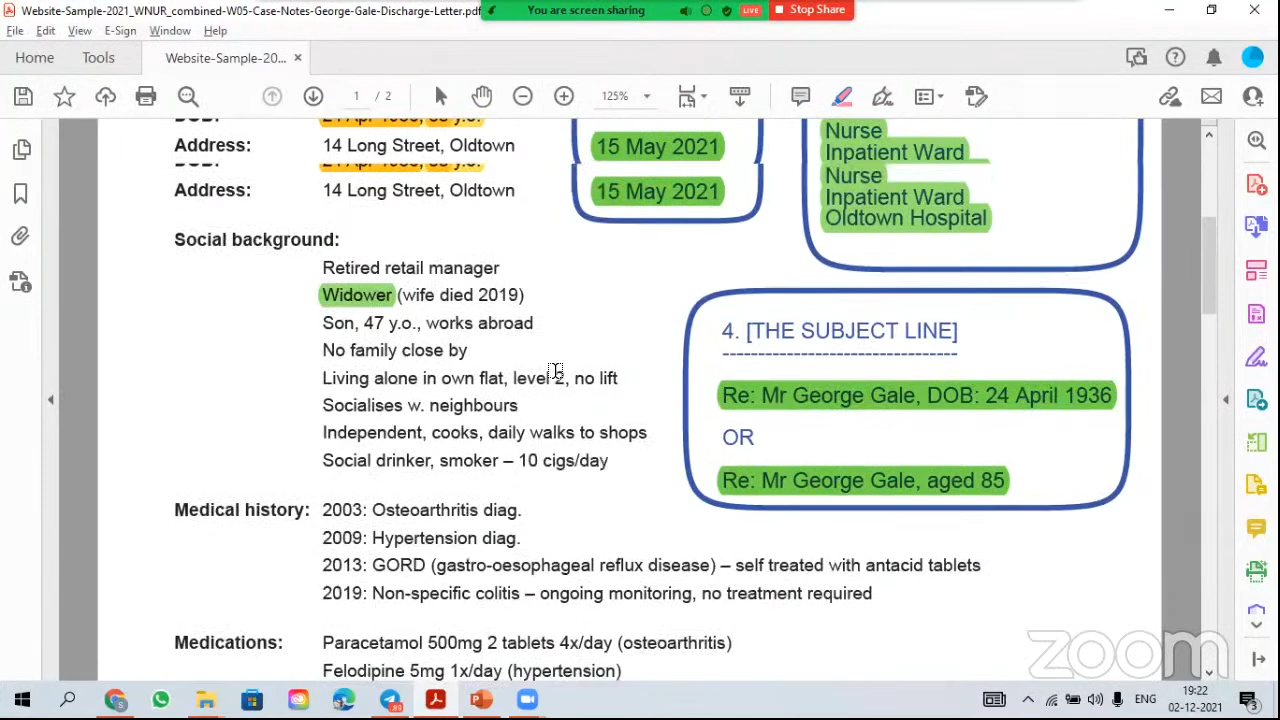 Website-Sample-2021_WNUR_combined-W05-Case-Notes-George-Gale-Discharge-Letter.pdf
You are screen sharing
LIVE
Stop Share
File Edit View E-Sign Window Help
Home Tools Website-Sample-20...
1 / 2
125%
Address: 14 Long Street, Oldtown
15 May 2021
Nurse
Inpatient Ward
Address: 14 Long Street, Oldtown
15 May 2021
Nurse
Inpatient Ward
Oldtown Hospital
Social background:
Retired retail manager
Widower (wife died 2019)
Son, 47 y.o., works abroad
No family close by
Living alone in own flat, level 2, no lift
Socialises w. neighbours
Independent, cooks, daily walks to shops
Social drinker, smoker – 10 cigs/day
4. [THE SUBJECT LINE]
---------------------------------
Re: Mr George Gale, DOB: 24 April 1936
OR
Re: Mr George Gale, aged 85
Medical history: 2003: Osteoarthritis diag.
2009: Hypertension diag.
2013: GORD (gastro-oesophageal reflux disease) – self treated with antacid tablets
2019: Non-specific colitis – ongoing monitoring, no treatment required
Medications: Paracetamol 500mg 2 tablets 4x/day (osteoarthritis)
Felodipine 5mg 1x/day (hypertension)
zoom
ENG
19:22
02-12-2021